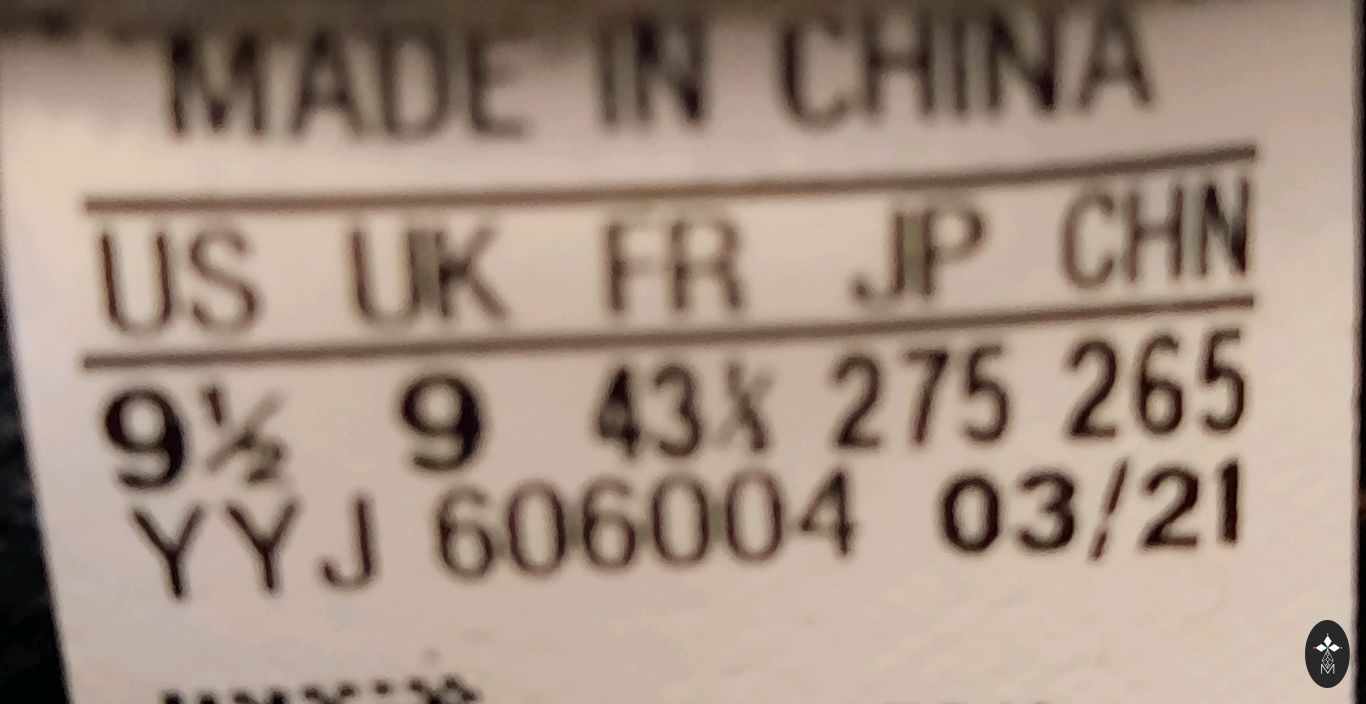 MADE IN CHINA
US UK FR JP CHN
9½ 9 43⅓ 275 265
YYJ 606004 03/21
M